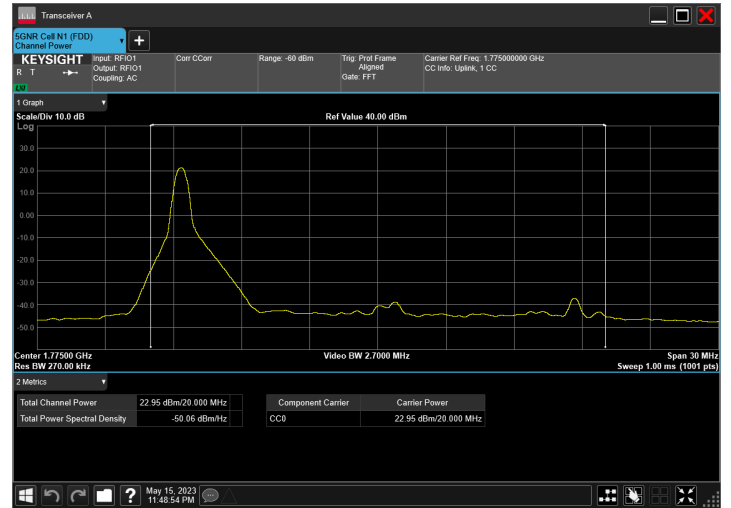 Transceiver A
5GNR Cell N1 (FDD)
Channel Power
KEYSIGHT
R T
LXI
Input: RFIO1
Output: RFIO1
Coupling: AC
Corr CCorr
Range: -60 dBm
Trig: Prot Frame
Aligned
Gate: FFT
Carrier Ref Freq: 1.775000000 GHz
CC Info: Uplink, 1 CC
1 Graph
Scale/Div 10.0 dB
Ref Value 40.00 dBm
Log
30.0
20.0
10.0
0.00
-10.0
-20.0
-30.0
-40.0
-50.0
Center 1.77500 GHz
Video BW 2.7000 MHz
Span 30 MHz
Res BW 270.00 kHz
Sweep 1.00 ms (1001 pts)
2 Metrics
Total Channel Power 22.95 dBm/20.000 MHz
Total Power Spectral Density -50.06 dBm/Hz
Component Carrier Carrier Power
CC0 22.95 dBm/20.000 MHz
?
May 15, 2023
11:48:54 PM